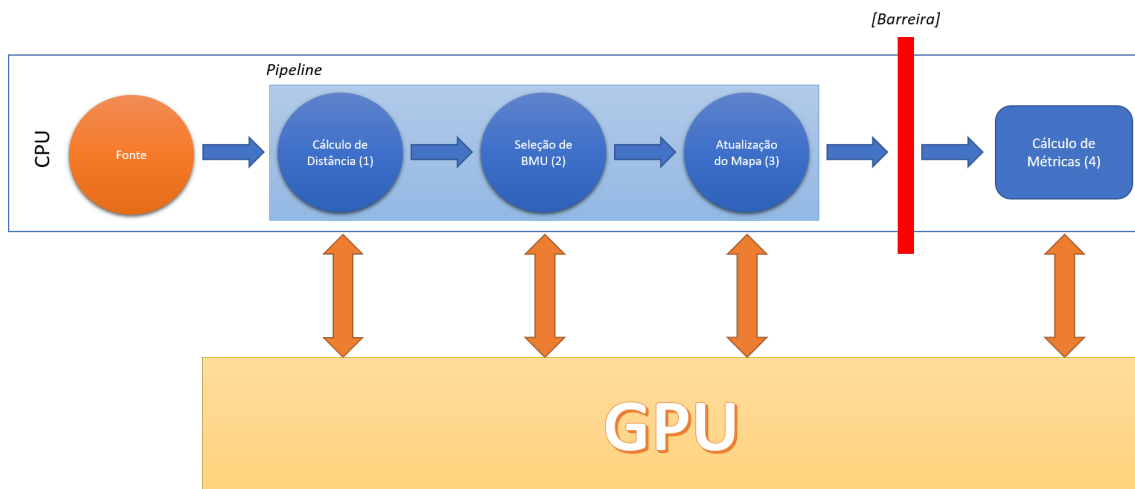 [Barreira]
Pipeline
CPU
Fonte
Cálculo de
Distância (1)
Seleção de
BMU (2)
Atualização
do Mapa (3)
Cálculo de
Métricas (4)
GPU